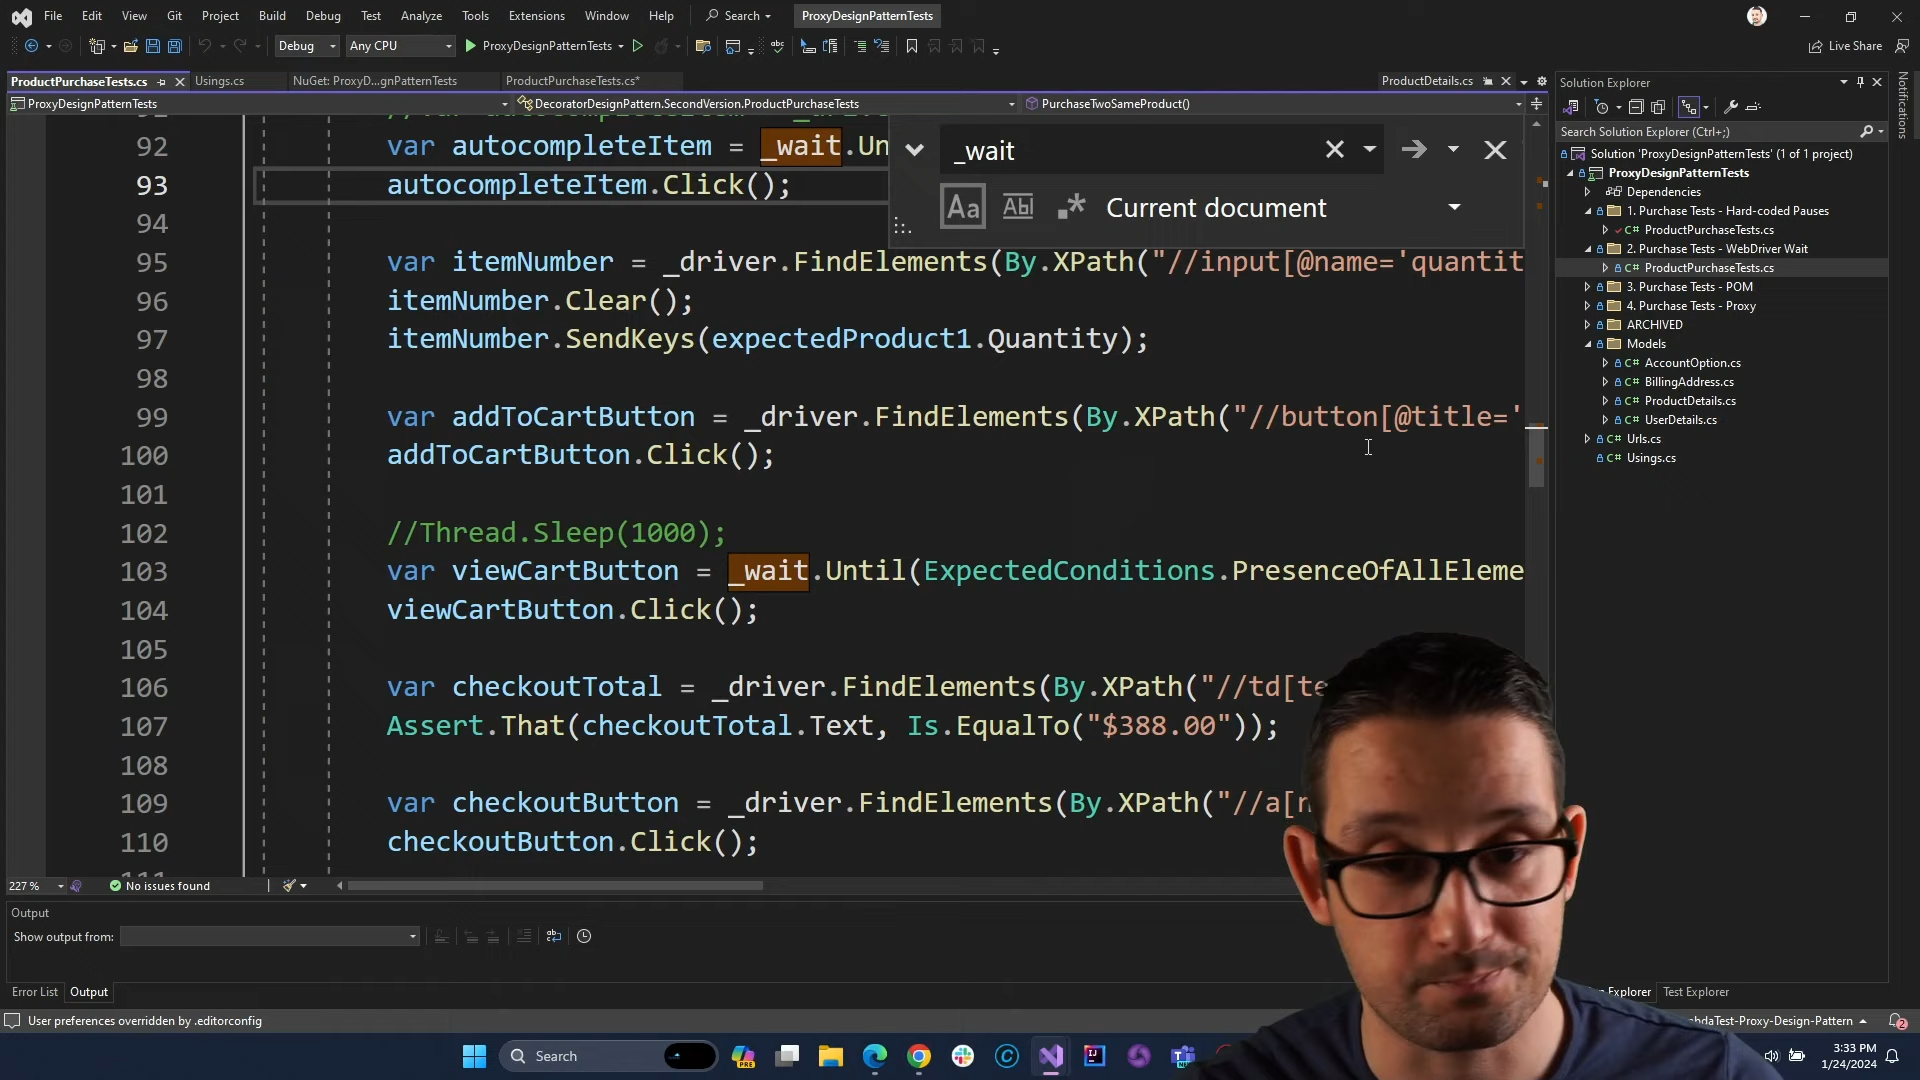 File Edit View Git Project Build Debug Test Analyze Tools Extensions Window Help Search ProxyDesignPatternTests
Debug Any CPU ProxyDesignPatternTests Live Share
ProductPurchaseTests.cs Usings.cs NuGet: ProxyD...gnPatternTests ProductPurchaseTests.cs* ProductDetails.cs
ProxyDesignPatternTests DecoratorDesignPattern.SecondVersion.ProductPurchaseTests PurchaseTwoSameProduct()
92 var autocompleteItem = _wait.Un
93 autocompleteItem.Click();
94
95 var itemNumber = _driver.FindElements(By.XPath("//input[@name='quantit
96 itemNumber.Clear();
97 itemNumber.SendKeys(expectedProduct1.Quantity);
98
99 var addToCartButton = _driver.FindElements(By.XPath("//button[@title='
100 addToCartButton.Click();
101
102 //Thread.Sleep(1000);
103 var viewCartButton = _wait.Until(ExpectedConditions.PresenceOfAllEleme
104 viewCartButton.Click();
105
106 var checkoutTotal = _driver.FindElements(By.XPath("//td[te
107 Assert.That(checkoutTotal.Text, Is.EqualTo("$388.00"));
108
109 var checkoutButton = _driver.FindElements(By.XPath("//a[n
110 checkoutButton.Click();
_wait
Aa Abl .* Current document
227 % No issues found
Output
Show output from:
Error List Output
User preferences overridden by .editorconfig
Solution Explorer
Search Solution Explorer (Ctrl+;)
Solution 'ProxyDesignPatternTests' (1 of 1 project)
ProxyDesignPatternTests
Dependencies
1. Purchase Tests - Hard-coded Pauses
C# ProductPurchaseTests.cs
2. Purchase Tests - WebDriver Wait
C# ProductPurchaseTests.cs
3. Purchase Tests - POM
4. Purchase Tests - Proxy
ARCHIVED
Models
C# AccountOption.cs
C# BillingAddress.cs
C# ProductDetails.cs
C# UserDetails.cs
C# Urls.cs
C# Usings.cs
Notifications
Explorer Test Explorer
bdaTest-Proxy-Design-Pattern 2
Search PRE
3:33 PM
1/24/2024